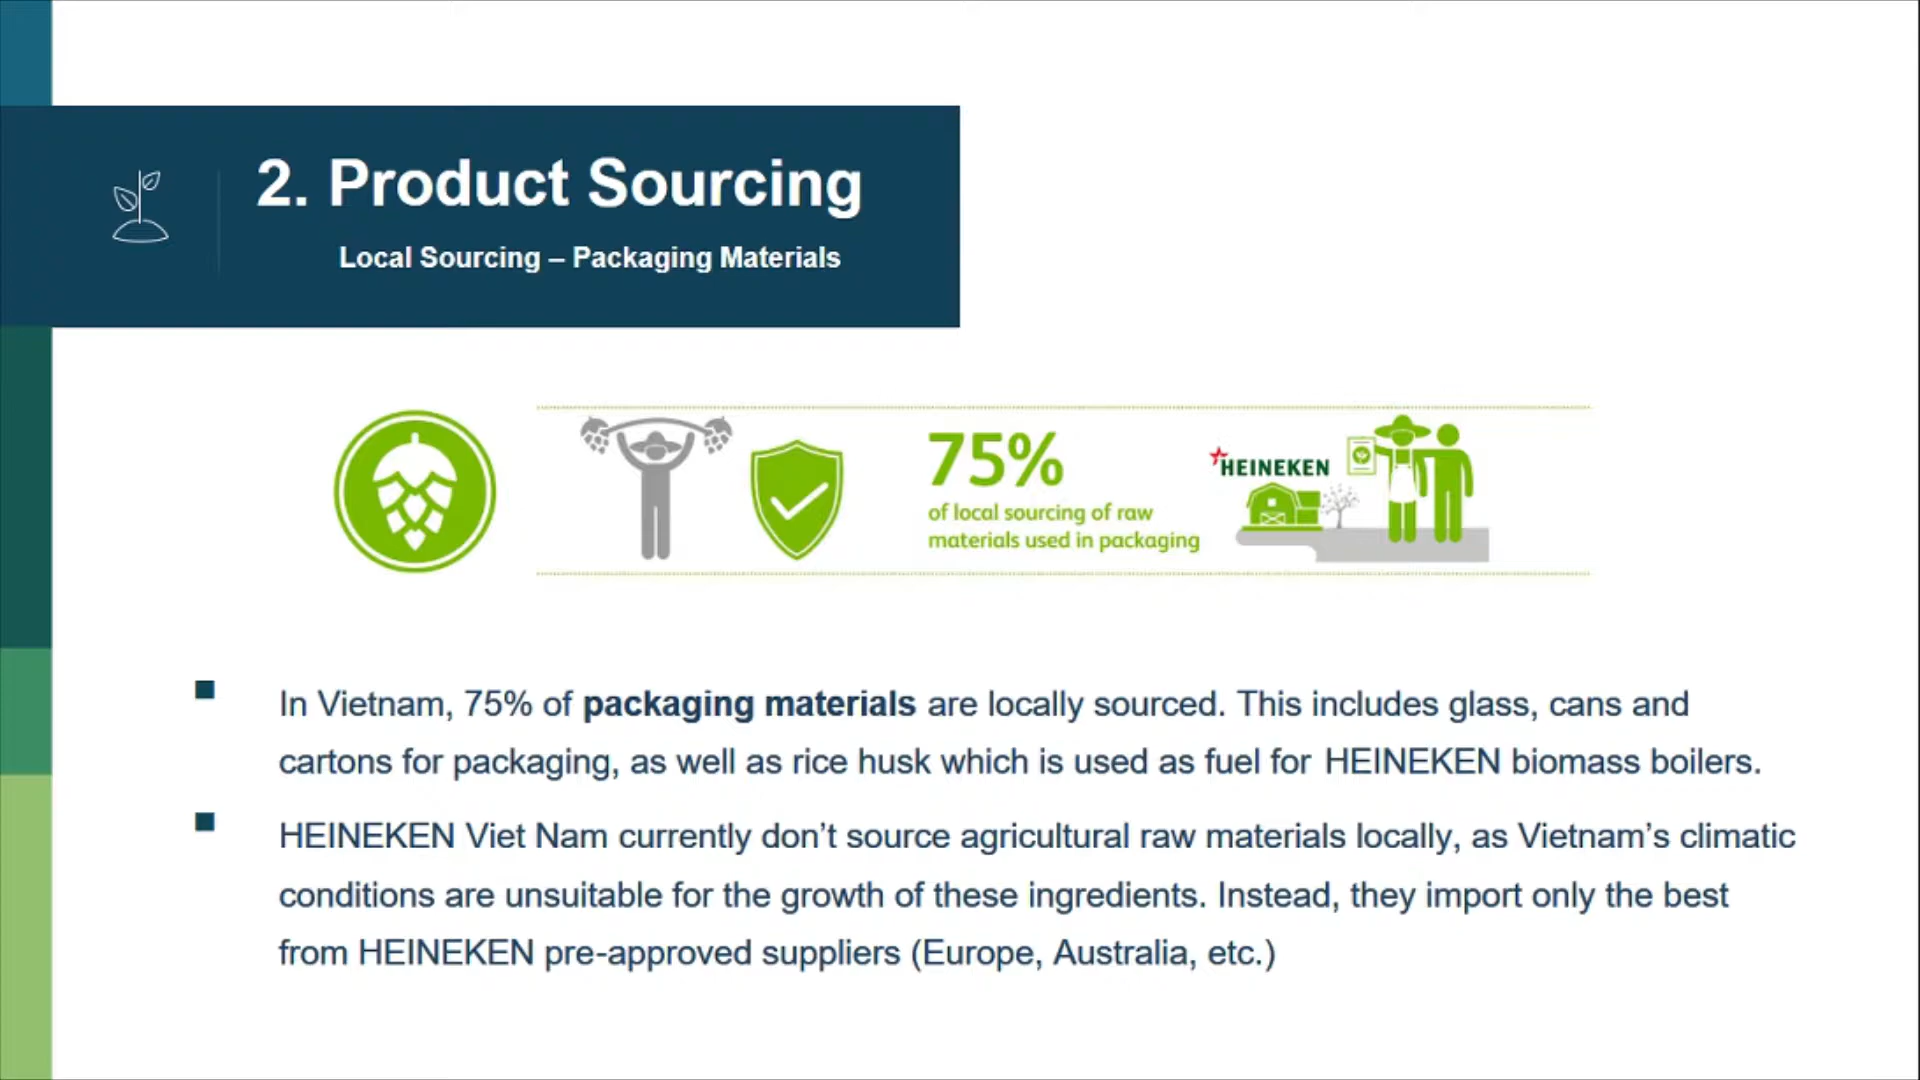 2. Product Sourcing
Local Sourcing – Packaging Materials
75%
of local sourcing of raw
materials used in packaging
HEINEKEN
In Vietnam, 75% of packaging materials are locally sourced. This includes glass, cans and
cartons for packaging, as well as rice husk which is used as fuel for HEINEKEN biomass boilers.
HEINEKEN Viet Nam currently don’t source agricultural raw materials locally, as Vietnam’s climatic
conditions are unsuitable for the growth of these ingredients. Instead, they import only the best
from HEINEKEN pre-approved suppliers (Europe, Australia, etc.)